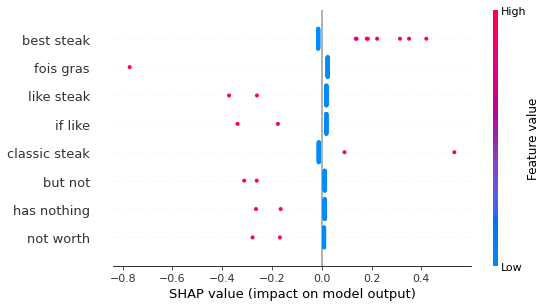 High
best steak
fois gras
like steak
if like
classic steak
but not
has nothing
not worth
Feature value
Low
−0.8 −0.6 −0.4 −0.2 0.0 0.2 0.4
SHAP value (impact on model output)